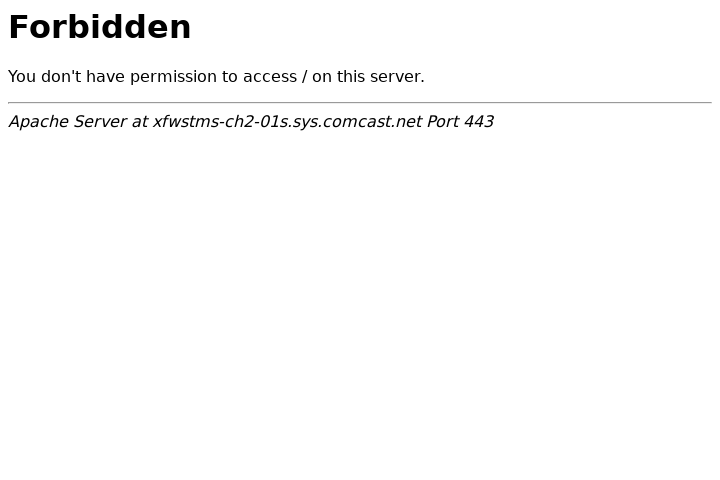 Forbidden
You don't have permission to access / on this server.
Apache Server at xfwstms-ch2-01s.sys.comcast.net Port 443